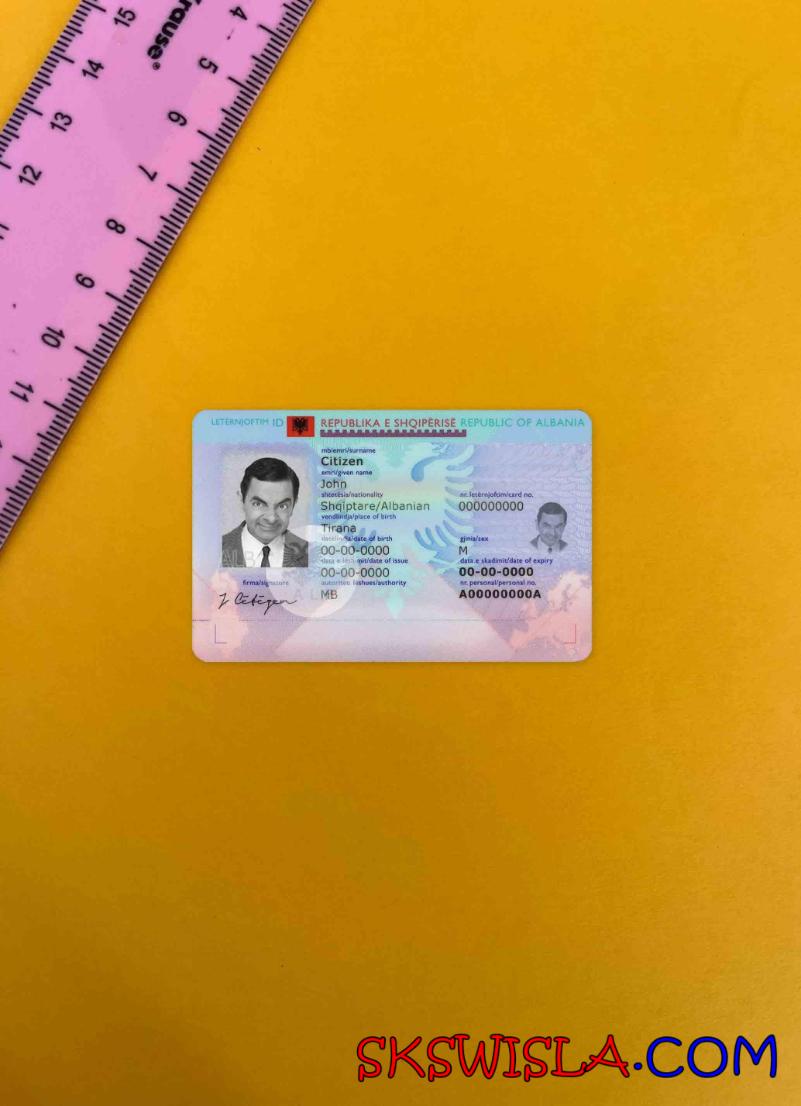 Krause®
4
5
6
7
8
9
10
11
15
14
13
12
LETËRNJOFTIM ID REPUBLIKA E SHQIPËRISË REPUBLIC OF ALBANIA
mbiemri/surname
Citizen
emri/given name
John
shtetësia/nationality
Shqiptare/Albanian
nr. letërnjoftim/card no.
000000000
vendlindja/place of birth
Tirana
datelindja/date of birth
gjinia/sex
00-00-0000
M
data e lëshimit/date of issue
data e skadimit/date of expiry
00-00-0000
00-00-0000
firma/signature
autoriteti lëshues/authority
nr. personal/personal no.
J Citizen
MB
A00000000A
SKSWISLA.COM